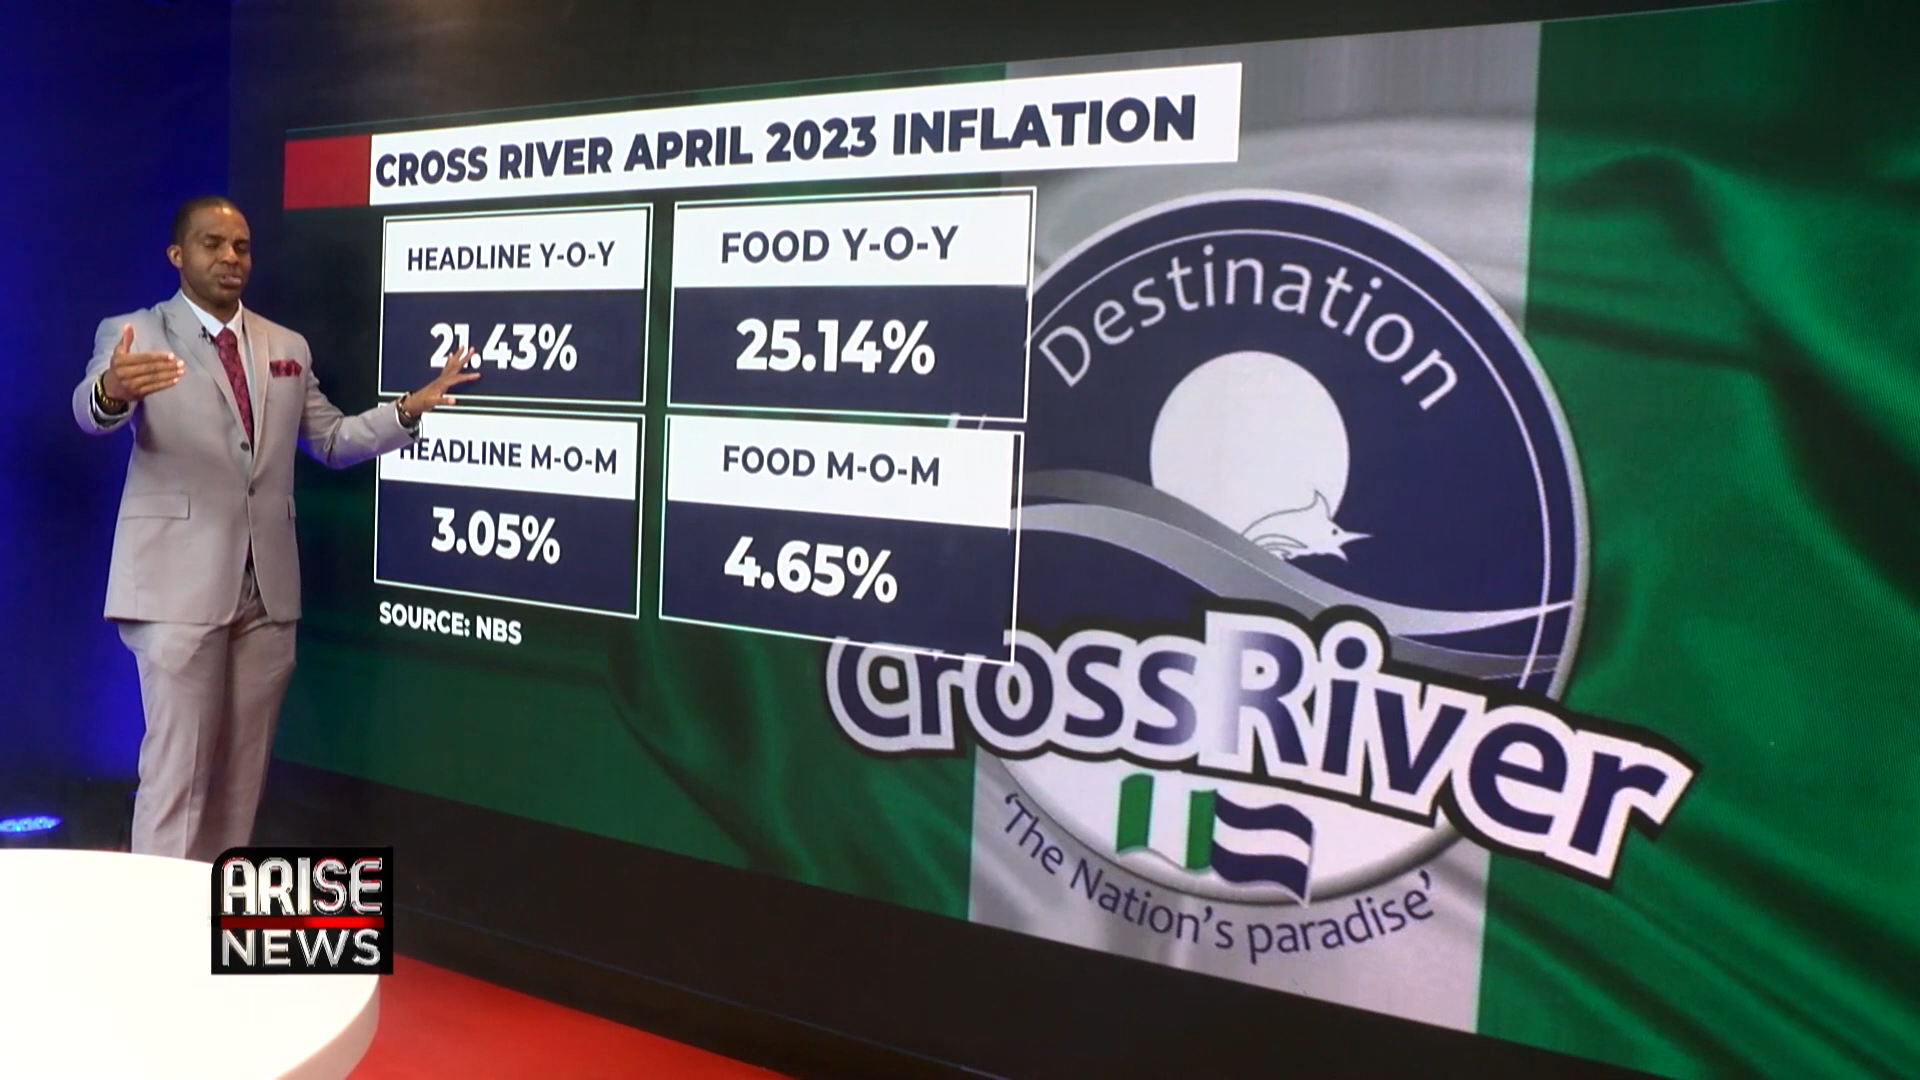 CROSS RIVER APRIL 2023 INFLATION
HEADLINE Y-O-Y
21.43%
FOOD Y-O-Y
25.14%
HEADLINE M-O-M
3.05%
FOOD M-O-M
4.65%
SOURCE: NBS
Destination
CrossRiver
'The Nation's paradise'
ARISE
NEWS